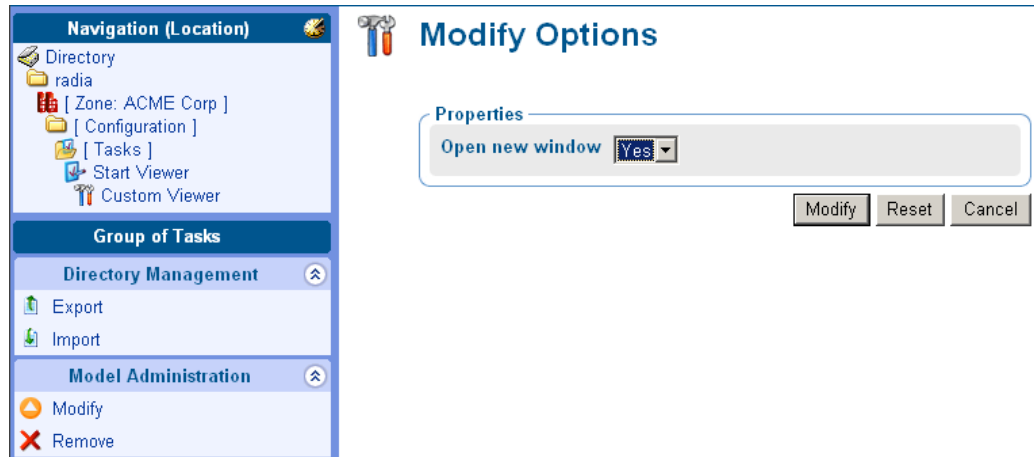 Navigation (Location)
Directory
radia
[ Zone: ACME Corp ]
[ Configuration ]
[ Tasks ]
Start Viewer
Custom Viewer
Group of Tasks
Directory Management
Export
Import
Model Administration
Modify
Remove
Modify Options
Properties
Open new window Yes
Modify Reset Cancel